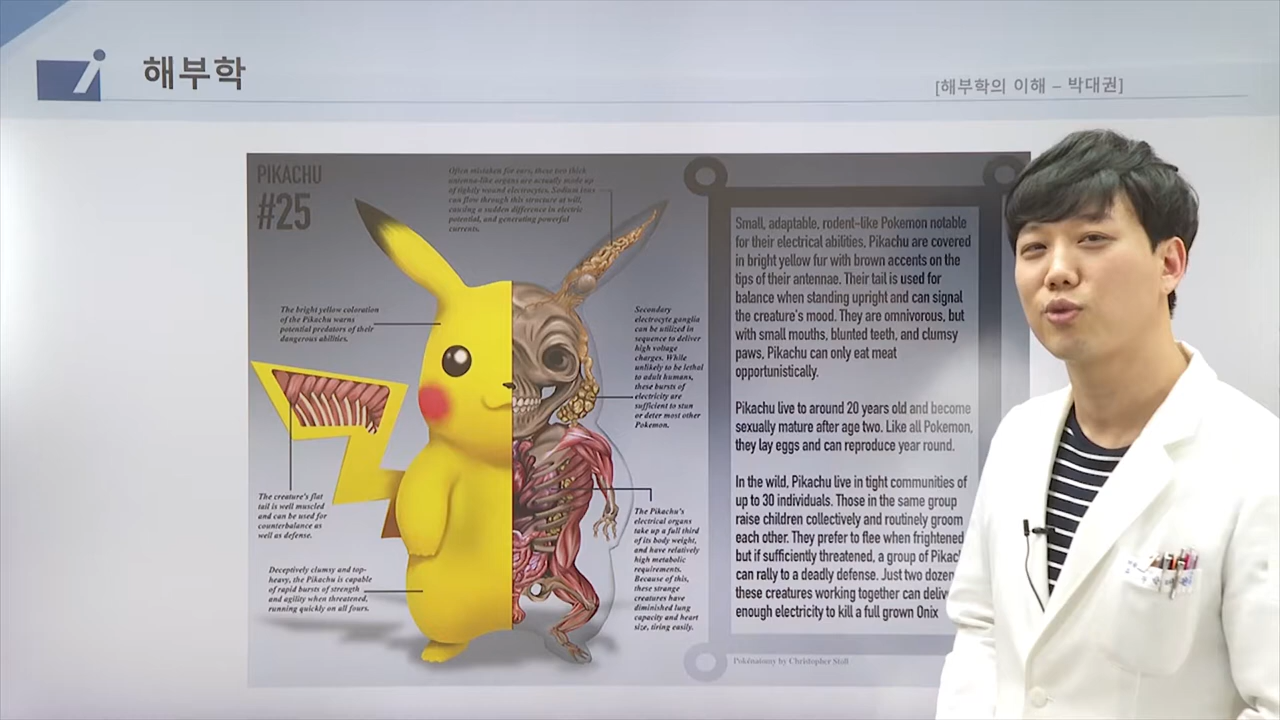 해부학
[해부학의 이해 – 박대권]
PIKACHU
#25
Often mistaken for ears, these two thick
antenna-like organs are actually made up
of tightly wound electrocytes. Sodium ions
can flow through this structure at will,
causing a sudden difference in electric
potential, and generating powerful
currents.
The bright yellow coloration
of the Pikachu warns
potential predators of their
dangerous abilities.
Secondary
electrocyte ganglia
can be utilized in
sequence to deliver
high voltage
charges. While
unlikely to be lethal
to adult humans,
these bursts of
electricity are
sufficient to stun
or deter most other
Pokemon.
The creature's flat
tail is well muscled
and can be used for
counterbalance as
well as defense.
Deceptively clumsy and top-
heavy, the Pikachu is capable
of rapid bursts of strength
and agility when threatened,
running quickly on all fours.
The Pikachu's
electrical organs
take up a full third
of its body weight,
and have relatively
high metabolic
requirements.
Because of this,
these strange
creatures have
diminished lung
capacity and heart
size, tiring easily.
Small, adaptable, rodent-like Pokemon notable
for their electrical abilities, Pikachu are covered
in bright yellow fur with brown accents on the
tips of their antennae. Their tail is used for
balance when standing upright and can signal
the creature's mood. They are omnivorous, but
with small mouths, blunted teeth, and clumsy
paws, Pikachu can only eat meat
opportunistically.
Pikachu live to around 20 years old and become
sexually mature after age two. Like all Pokemon,
they lay eggs and can reproduce year round.
In the wild, Pikachu live in tight communities of
up to 30 individuals. Those in the same group
raise children collectively and routinely groom
each other. They prefer to flee when frightened
but if sufficiently threatened, a group of Pikac
can rally to a deadly defense. Just two dozen
these creatures working together can deliv
enough electricity to kill a full grown Onix
Pokénatomy by Christopher Stoll